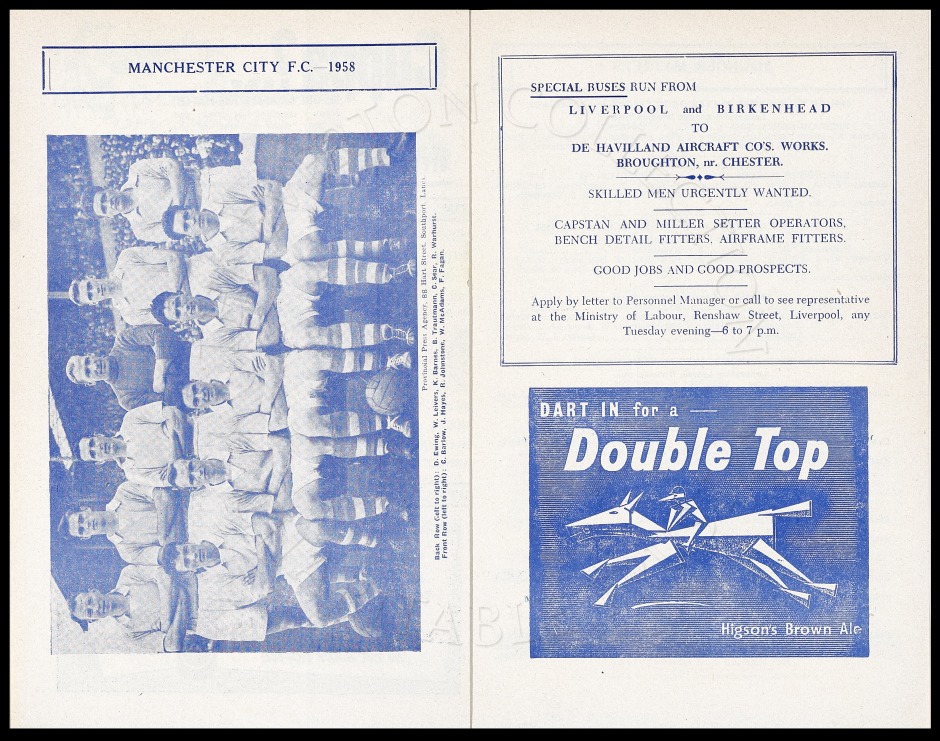 MANCHESTER CITY F.C.—1958
Provincial Press Agency, 88 Hart Street, Southport, Lancs.
Back Row (left to right): D. Ewing, W. Leivers, K. Barnes, B. Trautmann, C. Sear, R. Warhurst.
Front Row (left to right): C. Barlow, J. Hayes, R. Johnstone, W. McAdams, P. Fagan.
SPECIAL BUSES RUN FROM
LIVERPOOL and BIRKENHEAD
TO
DE HAVILLAND AIRCRAFT CO'S. WORKS.
BROUGHTON, nr. CHESTER.
SKILLED MEN URGENTLY WANTED.
CAPSTAN AND MILLER SETTER OPERATORS,
BENCH DETAIL FITTERS, AIRFRAME FITTERS.
GOOD JOBS AND GOOD PROSPECTS.
Apply by letter to Personnel Manager or call to see representative
at the Ministry of Labour, Renshaw Street, Liverpool, any
Tuesday evening—6 to 7 p.m.
DART IN for a —
Double Top
Higson's Brown Ale